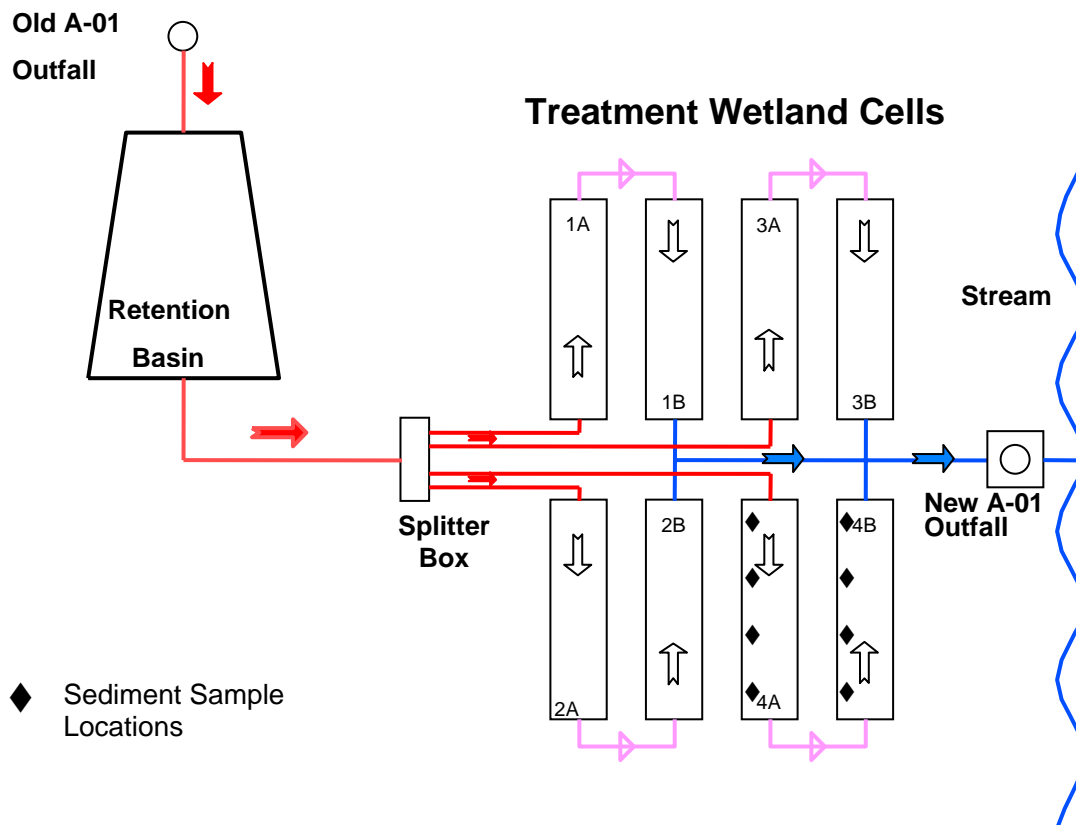 Old A-01
Outfall
Treatment Wetland Cells
1A
3A
Retention
Basin
Stream
1B
3B
Splitter
Box
2B
4B
New A-01
Outfall
2A
4A
Sediment Sample
Locations